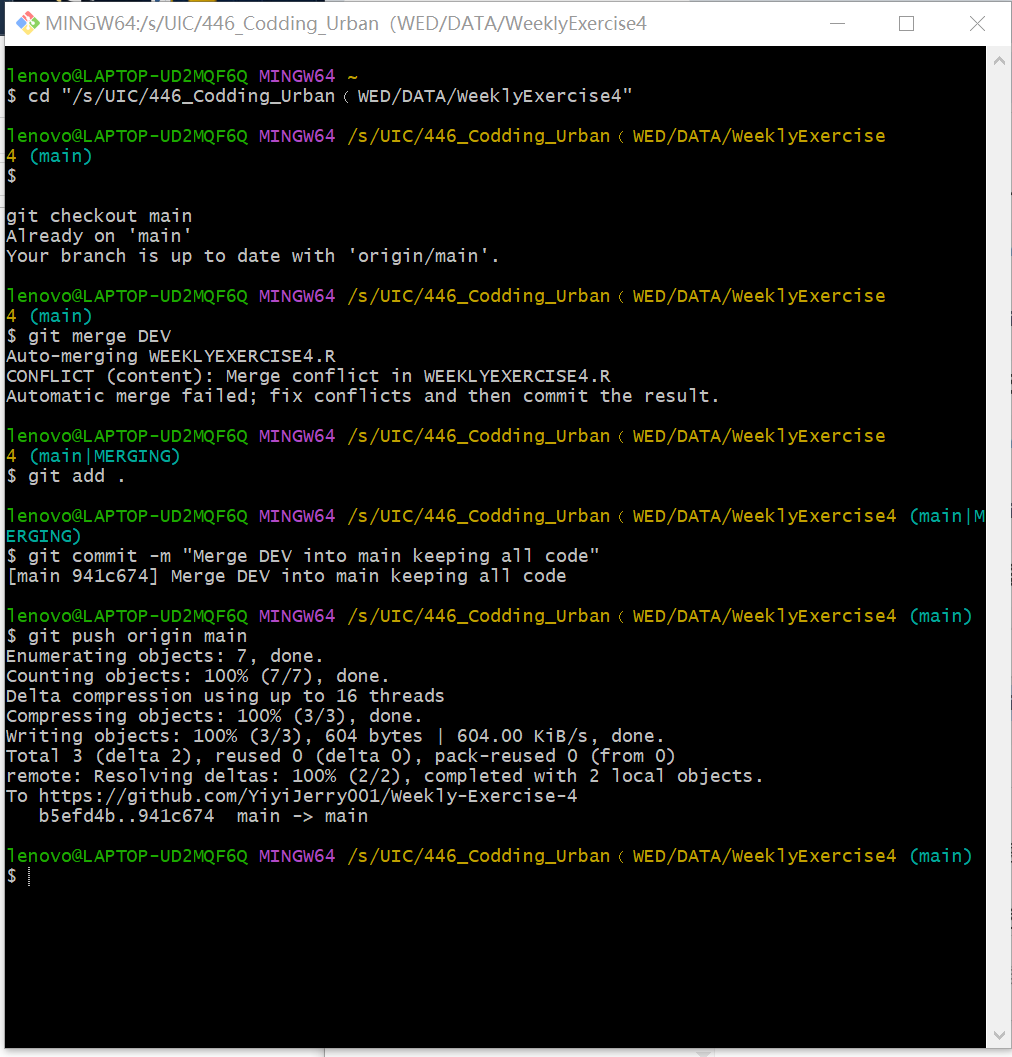 MINGW64:/s/UIC/446_Codding_Urban（WED/DATA/WeeklyExercise4
lenovo@LAPTOP-UD2MQF6Q MINGW64 ~
$ cd "/s/UIC/446_Codding_Urban（WED/DATA/WeeklyExercise4"
lenovo@LAPTOP-UD2MQF6Q MINGW64 /s/UIC/446_Codding_Urban（WED/DATA/WeeklyExercise
4 (main)
$
git checkout main
Already on 'main'
Your branch is up to date with 'origin/main'.
lenovo@LAPTOP-UD2MQF6Q MINGW64 /s/UIC/446_Codding_Urban（WED/DATA/WeeklyExercise
4 (main)
$ git merge DEV
Auto-merging WEEKLYEXERCISE4.R
CONFLICT (content): Merge conflict in WEEKLYEXERCISE4.R
Automatic merge failed; fix conflicts and then commit the result.
lenovo@LAPTOP-UD2MQF6Q MINGW64 /s/UIC/446_Codding_Urban（WED/DATA/WeeklyExercise
4 (main|MERGING)
$ git add .
lenovo@LAPTOP-UD2MQF6Q MINGW64 /s/UIC/446_Codding_Urban（WED/DATA/WeeklyExercise4 (main|M
ERGING)
$ git commit -m "Merge DEV into main keeping all code"
[main 941c674] Merge DEV into main keeping all code
lenovo@LAPTOP-UD2MQF6Q MINGW64 /s/UIC/446_Codding_Urban（WED/DATA/WeeklyExercise4 (main)
$ git push origin main
Enumerating objects: 7, done.
Counting objects: 100% (7/7), done.
Delta compression using up to 16 threads
Compressing objects: 100% (3/3), done.
Writing objects: 100% (3/3), 604 bytes | 604.00 KiB/s, done.
Total 3 (delta 2), reused 0 (delta 0), pack-reused 0 (from 0)
remote: Resolving deltas: 100% (2/2), completed with 2 local objects.
To https://github.com/YiyiJerry001/Weekly-Exercise-4
   b5efd4b..941c674  main -> main
lenovo@LAPTOP-UD2MQF6Q MINGW64 /s/UIC/446_Codding_Urban（WED/DATA/WeeklyExercise4 (main)
$